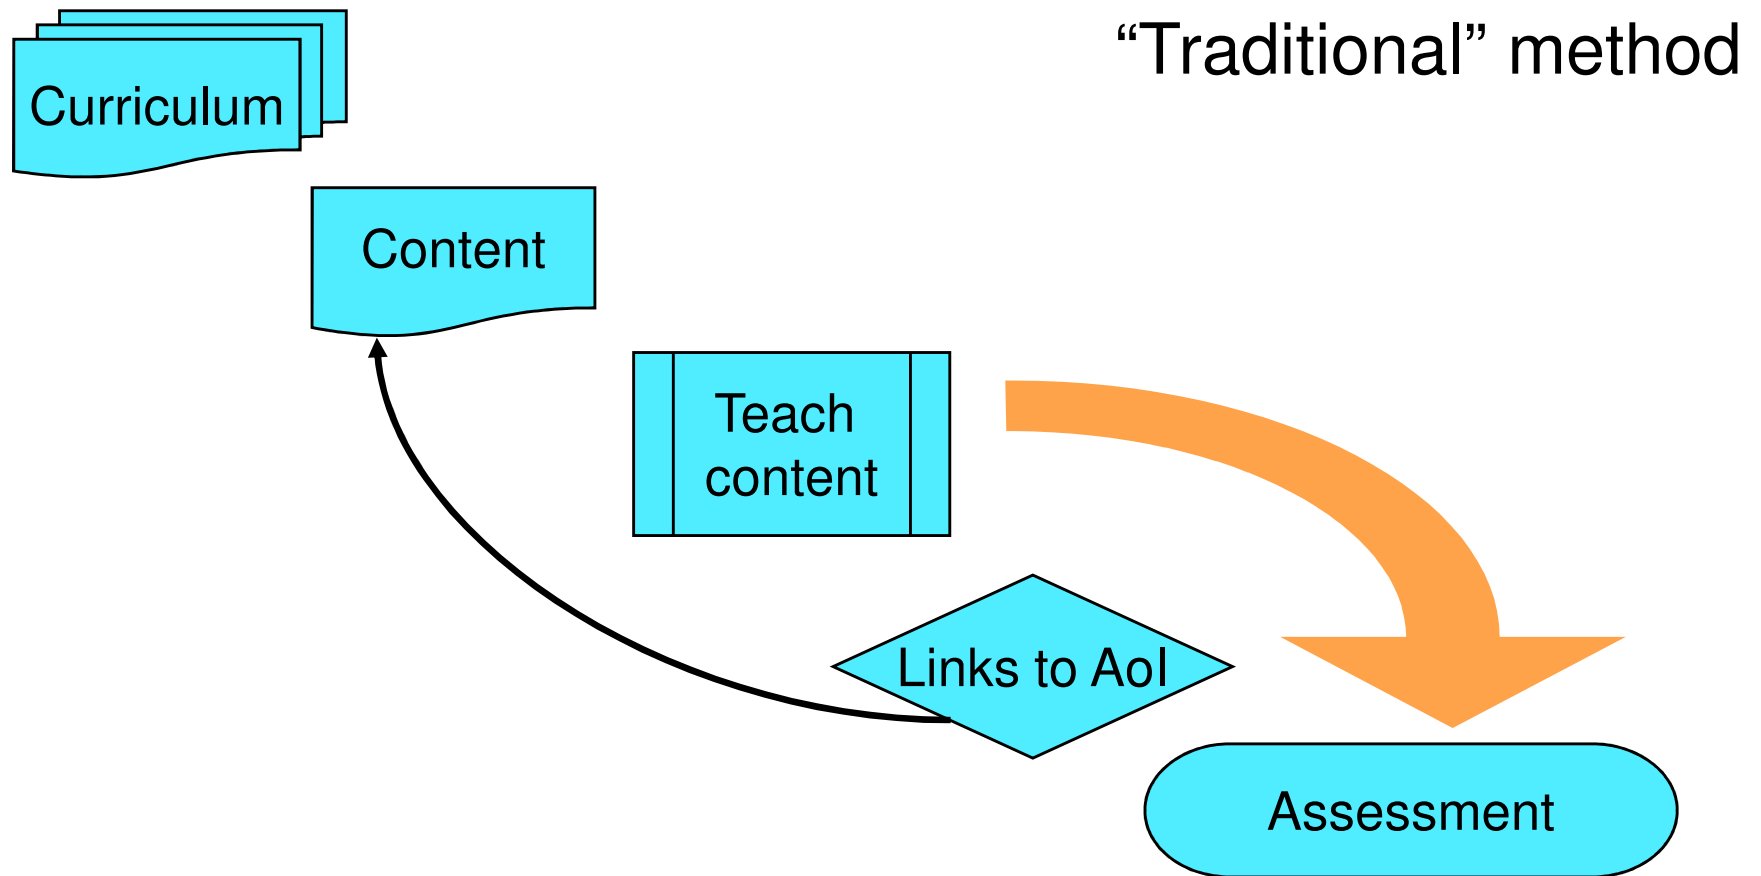 “Traditional” method
Curriculum
Content
Teach
content
Links to AoI
Assessment